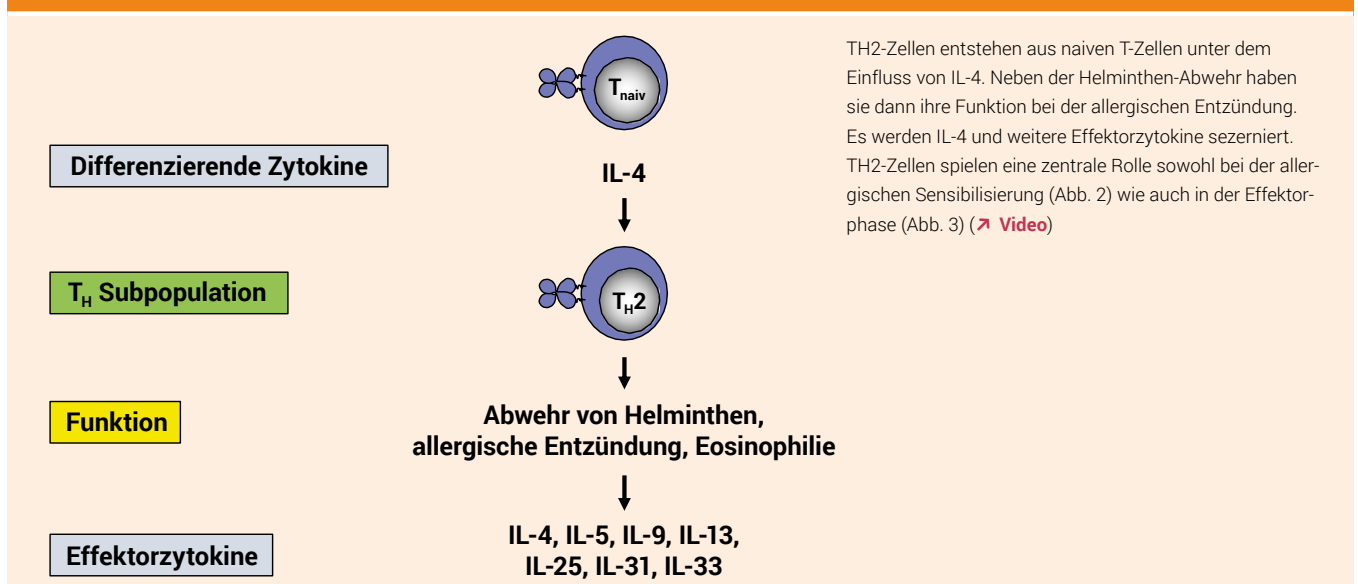 T_naiv
Differenzierende Zytokine
IL-4
T_H Subpopulation
T_H2
Funktion
Abwehr von Helminthen,
allergische Entzündung, Eosinophilie
Effektorzytokine
IL-4, IL-5, IL-9, IL-13,
IL-25, IL-31, IL-33
TH2-Zellen entstehen aus naiven T-Zellen unter dem
Einfluss von IL-4. Neben der Helminthen-Abwehr haben
sie dann ihre Funktion bei der allergischen Entzündung.
Es werden IL-4 und weitere Effektorzytokine sezerniert.
TH2-Zellen spielen eine zentrale Rolle sowohl bei der aller-
gischen Sensibilisierung (Abb. 2) wie auch in der Effektor-
phase (Abb. 3) (↗ Video)